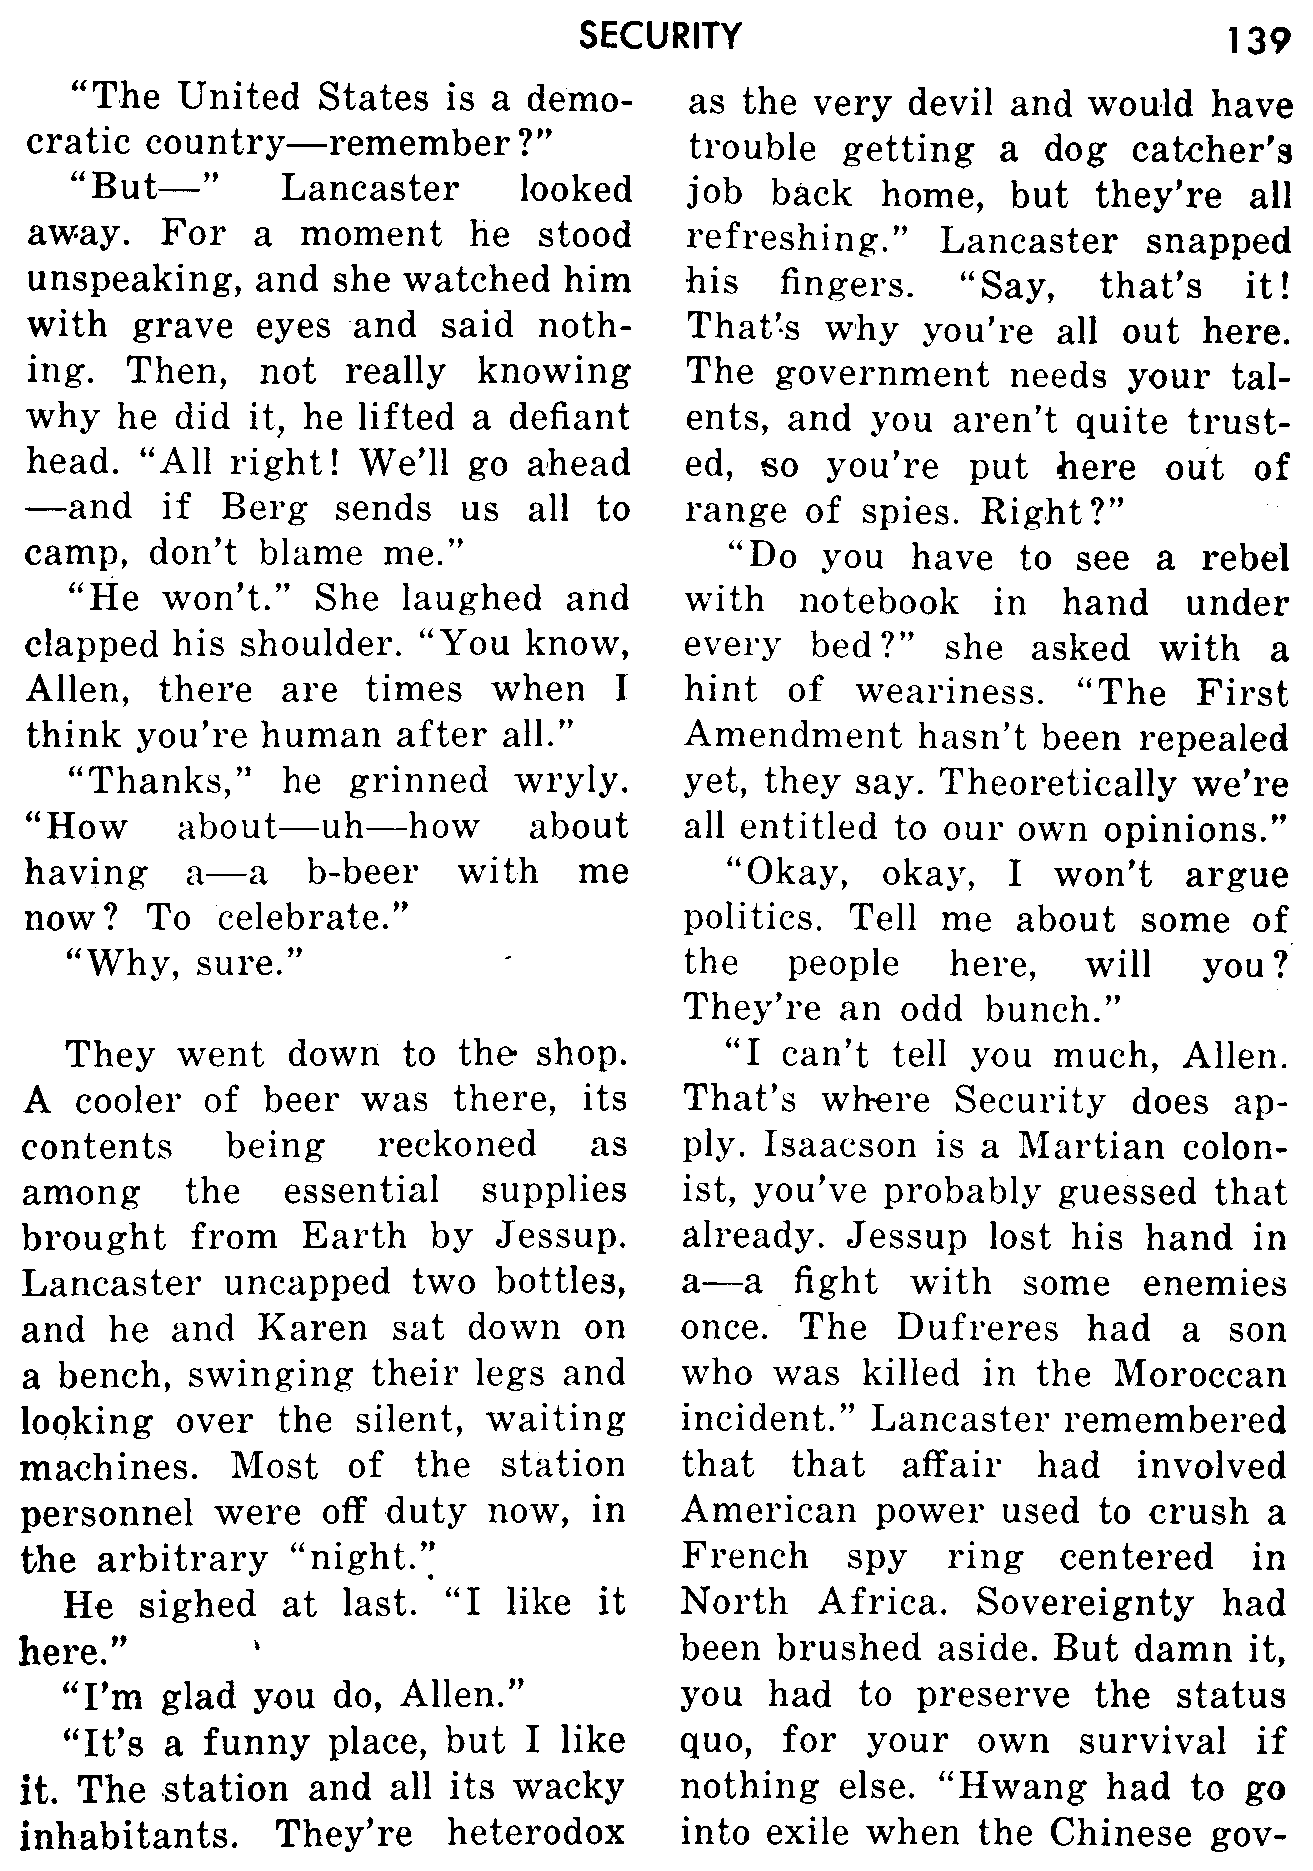 SECURITY
139
“The United States is a demo-
cratic country—remember?”
“But—” Lancaster looked
away. For a moment he stood
unspeaking, and she watched him
with grave eyes and said noth-
ing. Then, not really knowing
why he did it, he lifted a defiant
head. “All right! We’ll go ahead
—and if Berg sends us all to
camp, don’t blame me.”
“He won’t.” She laughed and
clapped his shoulder. “You know,
Allen, there are times when I
think you’re human after all.”
“Thanks,” he grinned wryly.
“How about—uh—how about
having a—a b-beer with me
now? To celebrate.”
“Why, sure.”
They went down to the shop.
A cooler of beer was there, its
contents being reckoned as
among the essential supplies
brought from Earth by Jessup.
Lancaster uncapped two bottles,
and he and Karen sat down on
a bench, swinging their legs and
looking over the silent, waiting
machines. Most of the station
personnel were off duty now, in
the arbitrary “night.”
He sighed at last. “I like it
here.”
“I’m glad you do, Allen.”
“It’s a funny place, but I like
it. The station and all its wacky
inhabitants. They’re heterodox
as the very devil and would have
trouble getting a dog catcher’s
job back home, but they’re all
refreshing.” Lancaster snapped
his fingers. “Say, that’s it!
That’s why you’re all out here.
The government needs your tal-
ents, and you aren’t quite trust-
ed, so you’re put here out of
range of spies. Right?”
“Do you have to see a rebel
with notebook in hand under
every bed?” she asked with a
hint of weariness. “The First
Amendment hasn’t been repealed
yet, they say. Theoretically we’re
all entitled to our own opinions.”
“Okay, okay, I won’t argue
politics. Tell me about some of
the people here, will you?
They’re an odd bunch.”
“I can’t tell you much, Allen.
That’s where Security does ap-
ply. Isaacson is a Martian colon-
ist, you’ve probably guessed that
already. Jessup lost his hand in
a—a fight with some enemies
once. The Dufreres had a son
who was killed in the Moroccan
incident.” Lancaster remembered
that that affair had involved
American power used to crush a
French spy ring centered in
North Africa. Sovereignty had
been brushed aside. But damn it,
you had to preserve the status
quo, for your own survival if
nothing else. “Hwang had to go
into exile when the Chinese gov-